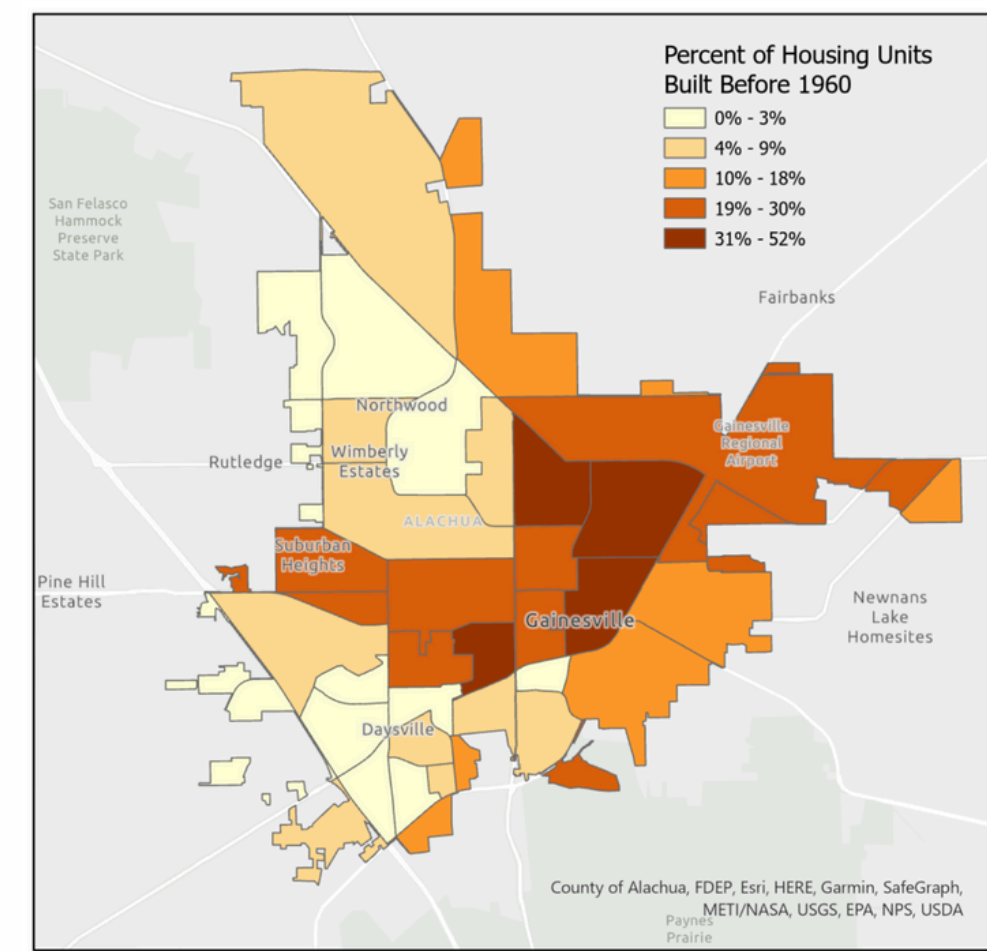 Percent of Housing Units
Built Before 1960
0% - 3%
4% - 9%
10% - 18%
19% - 30%
31% - 52%
San Felasco
Hammock
Preserve
State Park
Fairbanks
Northwood
Gainesville
Regional
Airport
Rutledge
Wimberly
Estates
ALACHUA
Suburban
Heights
Pine Hill
Estates
Gainesville
Newnans
Lake
Homesites
Daysville
County of Alachua, FDEP, Esri, HERE, Garmin, SafeGraph,
METI/NASA, USGS, EPA, NPS, USDA
Paynes
Prairie